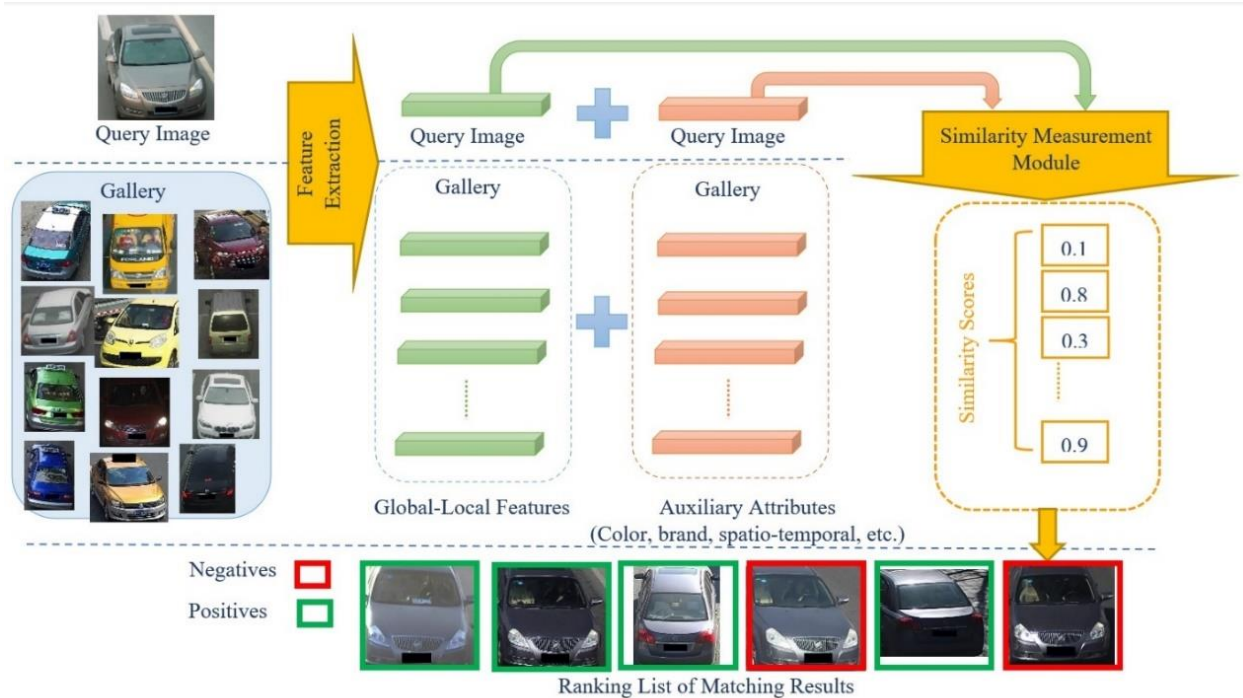 Query Image
Feature
Extraction
Query Image
Query Image
Similarity Measurement
Module
Gallery
Gallery
Gallery
Similarity Scores
0.1
0.8
0.3
0.9
Global-Local Features
Auxiliary Attributes
(Color, brand, spatio-temporal, etc.)
Negatives
Positives
Ranking List of Matching Results